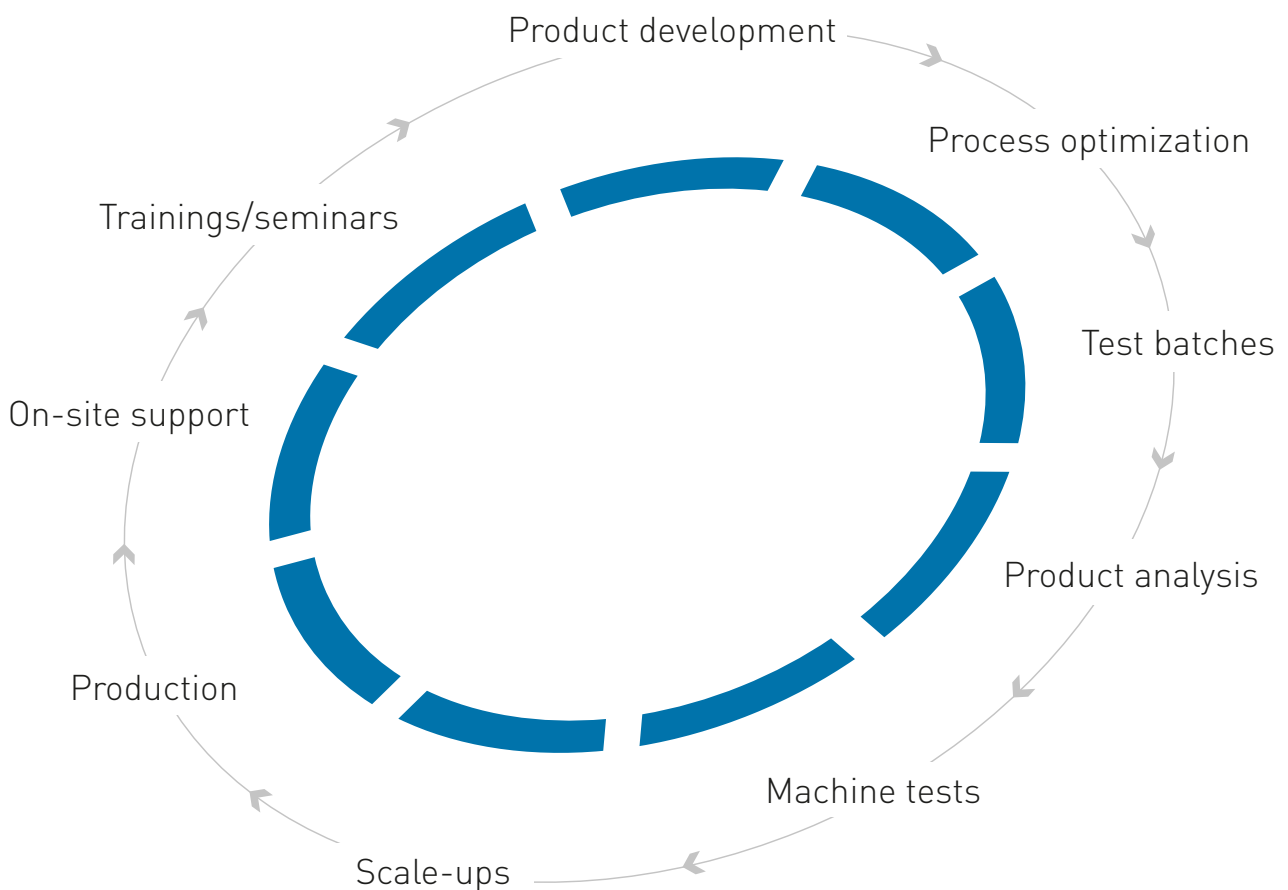 Product development
Process optimization
Test batches
Product analysis
Machine tests
Scale-ups
Production
On-site support
Trainings/seminars